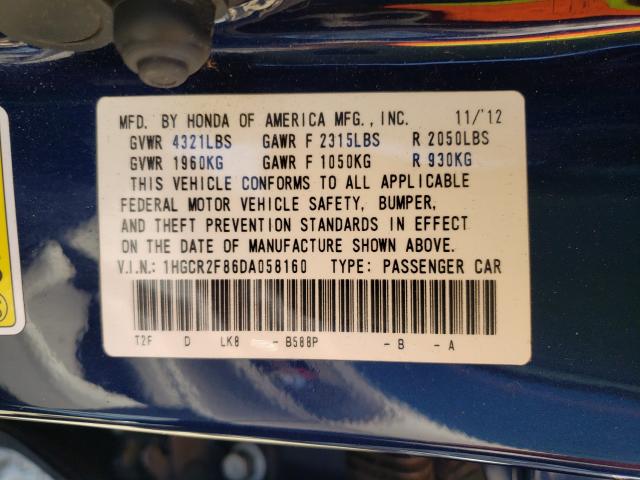 MFD. BY HONDA OF AMERICA MFG., INC. 11/'12
GVWR 4321LBS GAWR F 2315LBS R 2050LBS
GVWR 1960KG GAWR F 1050KG R 930KG
THIS VEHICLE CONFORMS TO ALL APPLICABLE
FEDERAL MOTOR VEHICLE SAFETY, BUMPER,
AND THEFT PREVENTION STANDARDS IN EFFECT
ON THE DATE OF MANUFACTURE SHOWN ABOVE.
V.I.N.: 1HGCR2F86DA058160 TYPE: PASSENGER CAR
T2F D LK8 - B588P - B - A